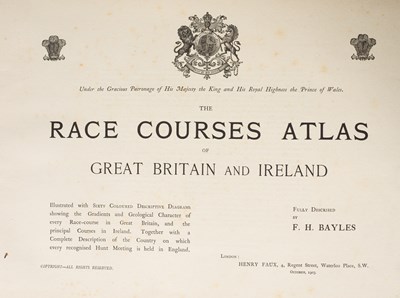 Under the Gracious Patronage of His Majesty the King and His Royal Highness the Prince of Wales.
THE
RACE COURSES ATLAS
OF
GREAT BRITAIN AND IRELAND
Illustrated with Sixty Coloured Descriptive Diagrams
showing the Gradients and Geological Character of
every Race-course in Great Britain, and the
principal Courses in Ireland. Together with a
Complete Description of the Country on which
every recognised Hunt Meeting is held in England.
COPYRIGHT—ALL RIGHTS RESERVED.
Fully Described
BY
F. H. BAYLES
LONDON:
HENRY FAUX, 4, Regent Street, Waterloo Place, S.W.
October, 1903.